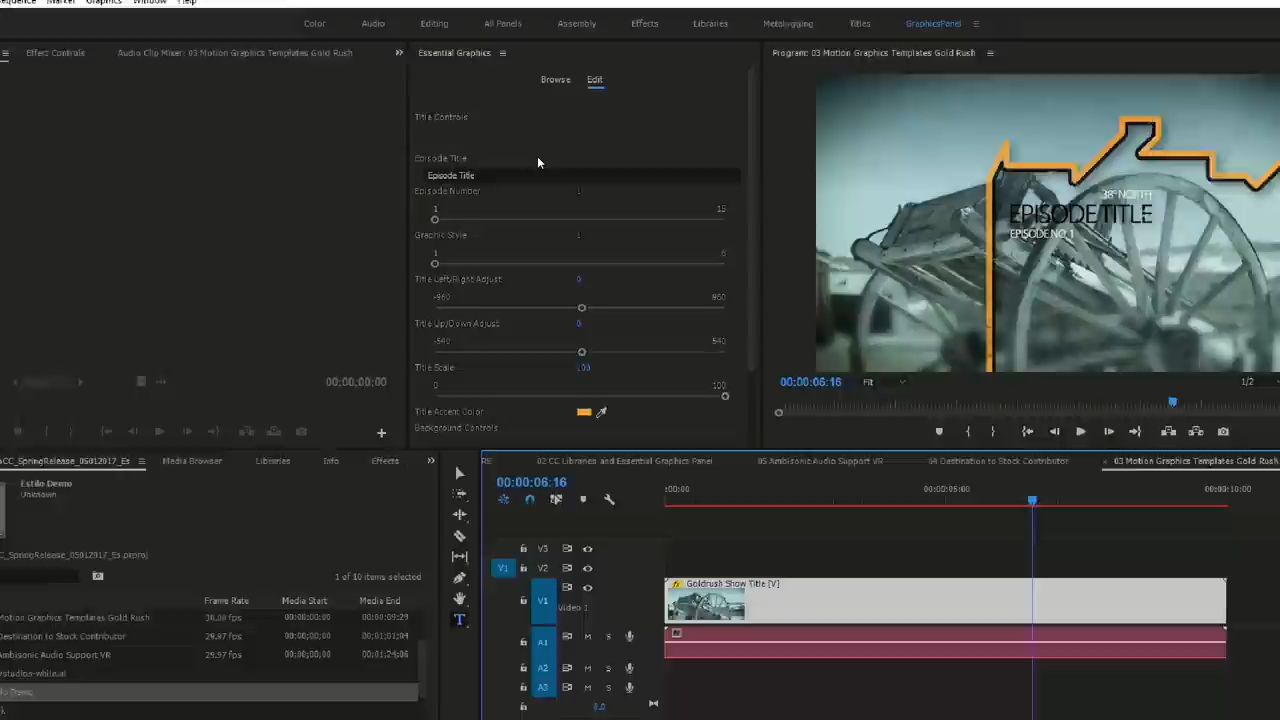 Sequence Marker Graphics Window Help
Color Audio Editing All Panels Assembly Effects Libraries Metalogging Titles GraphicsPanel
Effect Controls Audio Clip Mixer: 03 Motion Graphics Templates Gold Rush
Essential Graphics
Program: 03 Motion Graphics Templates Gold Rush
Browse Edit
Title Controls
Episode Title
Episode Title
Episode Number 1
1 15
Graphic Style 1
1 6
Title Left/Right Adjust 0
-960 960
Title Up/Down Adjust 0
-540 540
Title Scale 100
0 100
Title Accent Color
Background Controls
38° NORTH
EPISODE TITLE
EPISODE NO. 1
00;00;00;00
00:00:06:16 Fit 1/2
CC_SpringRelease_05012017_Es Media Browser Libraries Info Effects
Estilo Demo
Unknown
CC_SpringRelease_05012017_Es.prproj
1 of 10 items selected
Frame Rate Media Start Media End
Motion Graphics Templates Gold Rush 30.00 fps 00:00:00:00 00:00:09:29
Destination to Stock Contributor 29.97 fps 00;00;00;00 00;01;01;04
Ambisonic Audio Support VR 29.97 fps 00;00;00;00 00;01;24;06
RE 02 CC Libraries and Essential Graphics Panel 05 Ambisonic Audio Support VR 04 Destination to Stock Contributor 03 Motion Graphics Templates Gold Rush
00:00:06:16
:00:00 00:00:05:00 00:00:10:00
V3
V1 V2
V1 Video 1
fx Goldrush Show Title [V]
A1 M S
A2 M S
A3 M S
0.0